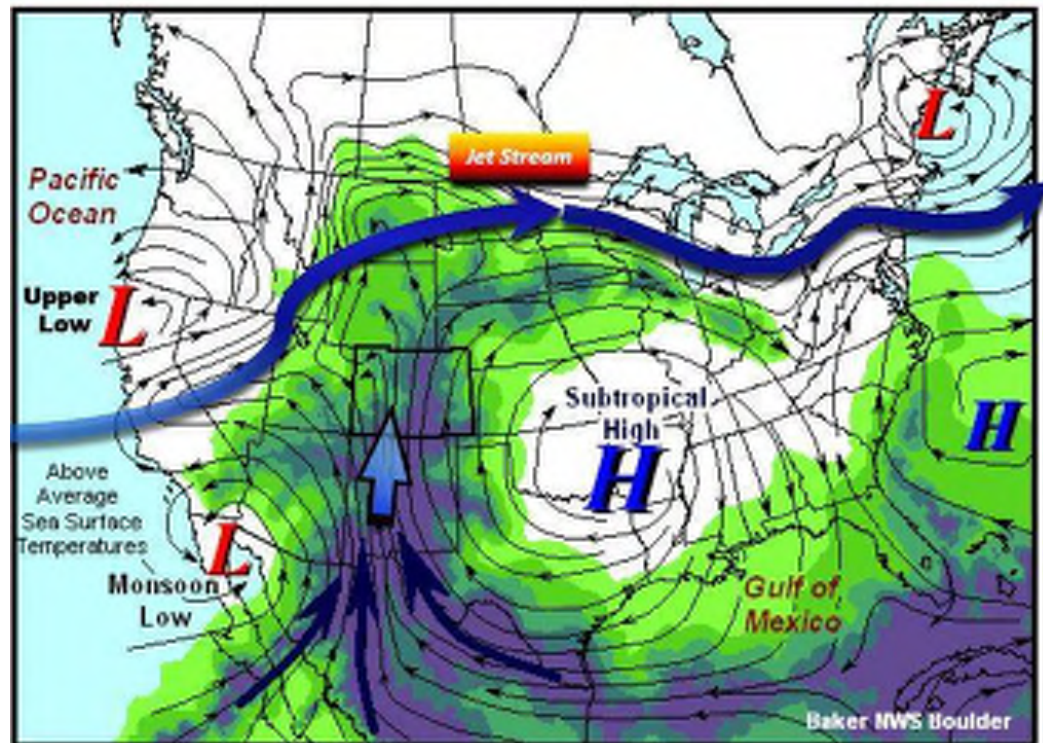 Jet Stream
L
Pacific
Ocean
Upper
Low
L
Subtropical
High
H
H
Above
Average
Sea Surface
Temperatures
L
Monsoon
Low
Gulf of
Mexico
Baker NWS Boulder